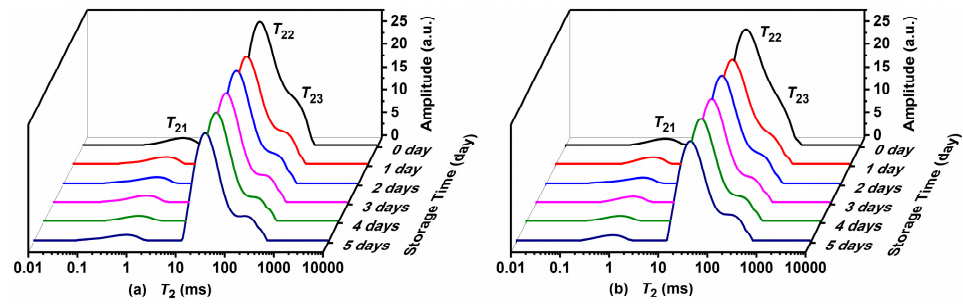 T22
T23
T21
25
20
15
10
5
0
Amplitude (a.u.)
0 day
1 day
2 days
3 days
4 days
5 days
Storage Time (day)
0.01 0.1 1 10 100 1000 10000
(a) T2 (ms)
T22
T23
T21
25
20
15
10
5
0
Amplitude (a.u.)
0 day
1 day
2 days
3 days
4 days
5 days
Storage Time (day)
0.01 0.1 1 10 100 1000 10000
(b) T2 (ms)